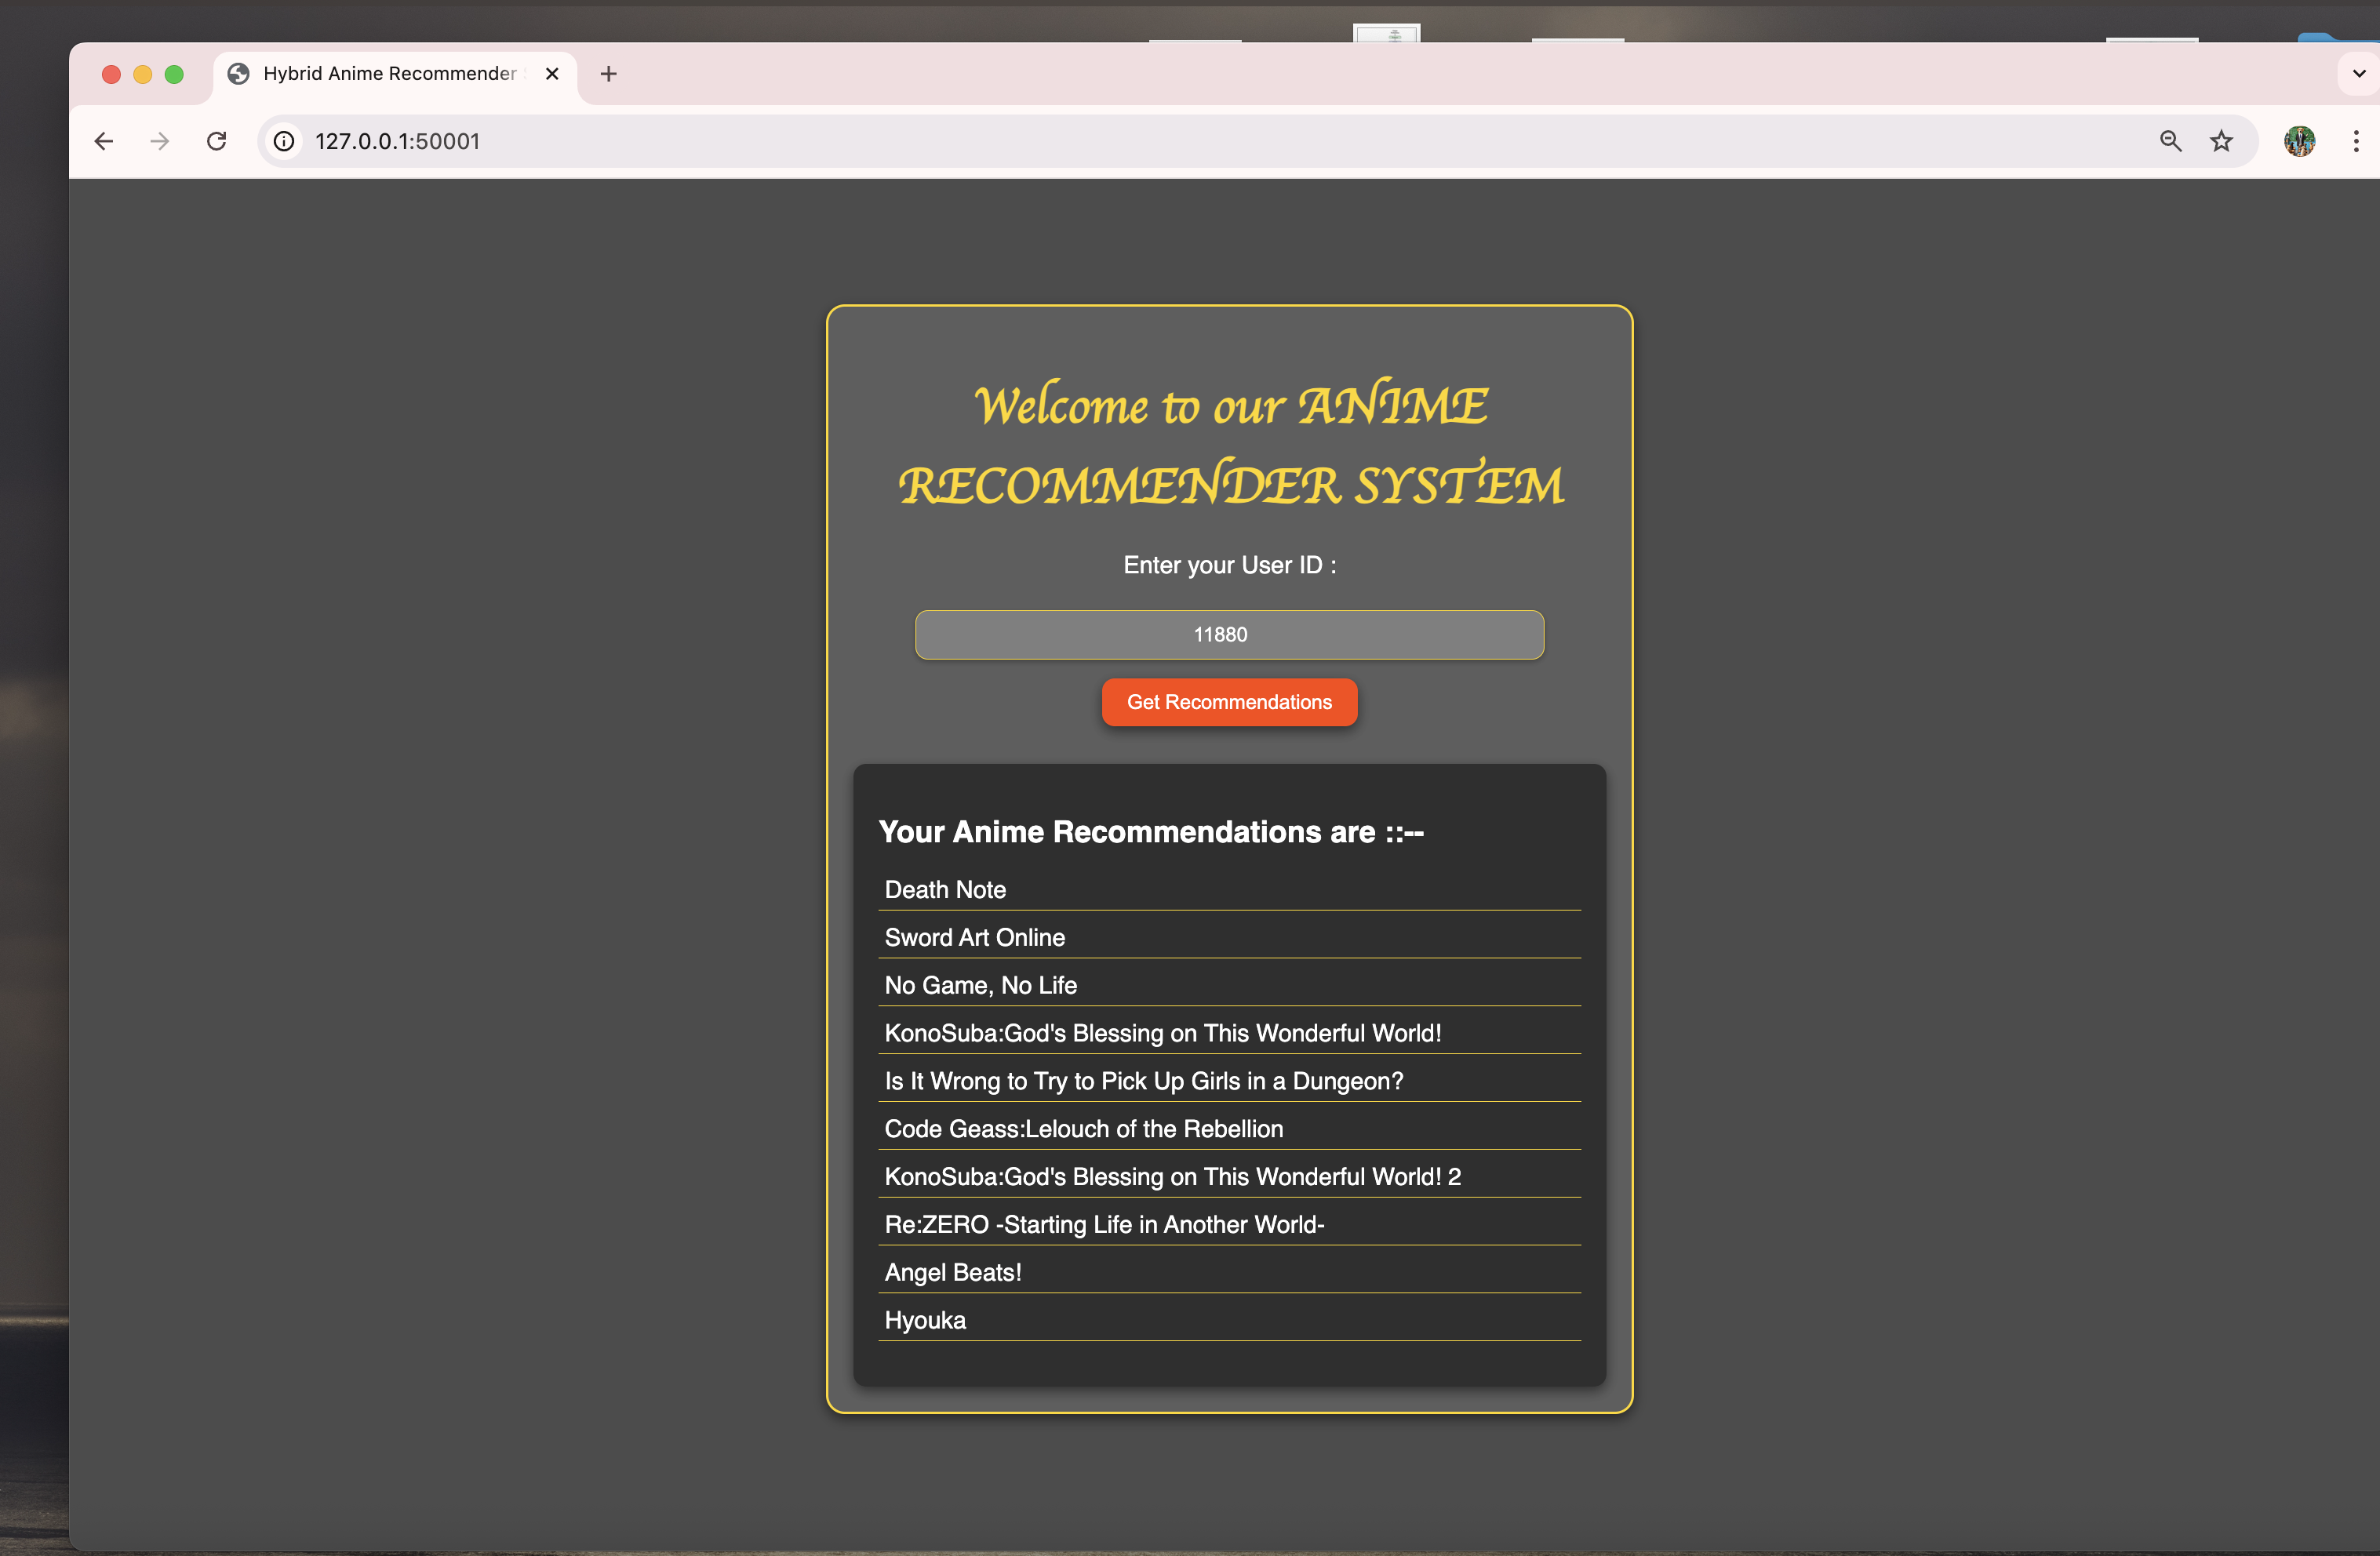 Hybrid Anime Recommender
127.0.0.1:50001
Welcome to our ANIME
RECOMMENDER SYSTEM
Enter your User ID :
11880
Get Recommendations
Your Anime Recommendations are ::--
Death Note
Sword Art Online
No Game, No Life
KonoSuba:God's Blessing on This Wonderful World!
Is It Wrong to Try to Pick Up Girls in a Dungeon?
Code Geass:Lelouch of the Rebellion
KonoSuba:God's Blessing on This Wonderful World! 2
Re:ZERO -Starting Life in Another World-
Angel Beats!
Hyouka